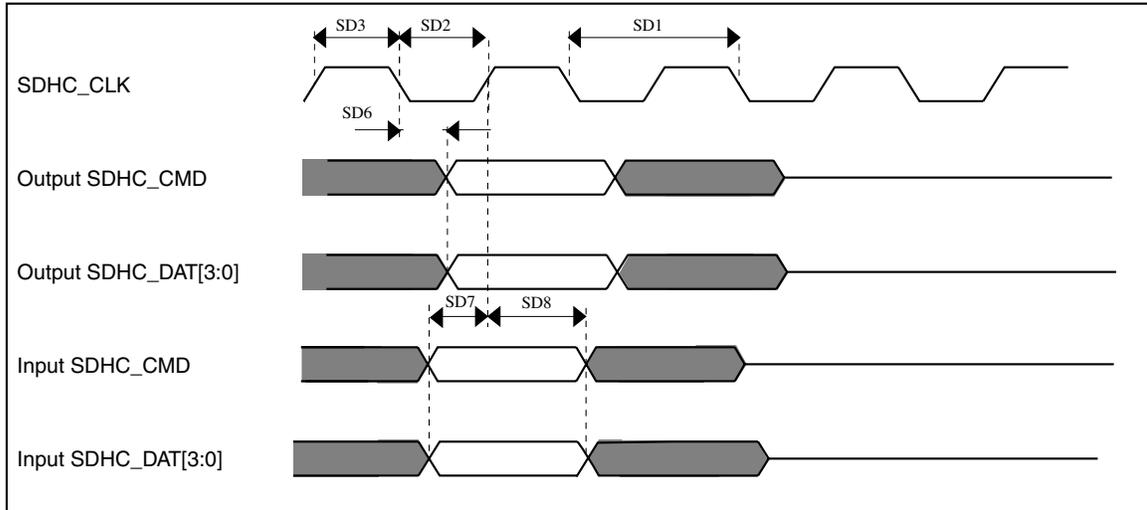 SD3
SD2
SD1
SDHC_CLK
SD6
Output SDHC_CMD
Output SDHC_DAT[3:0]
SD7
SD8
Input SDHC_CMD
Input SDHC_DAT[3:0]